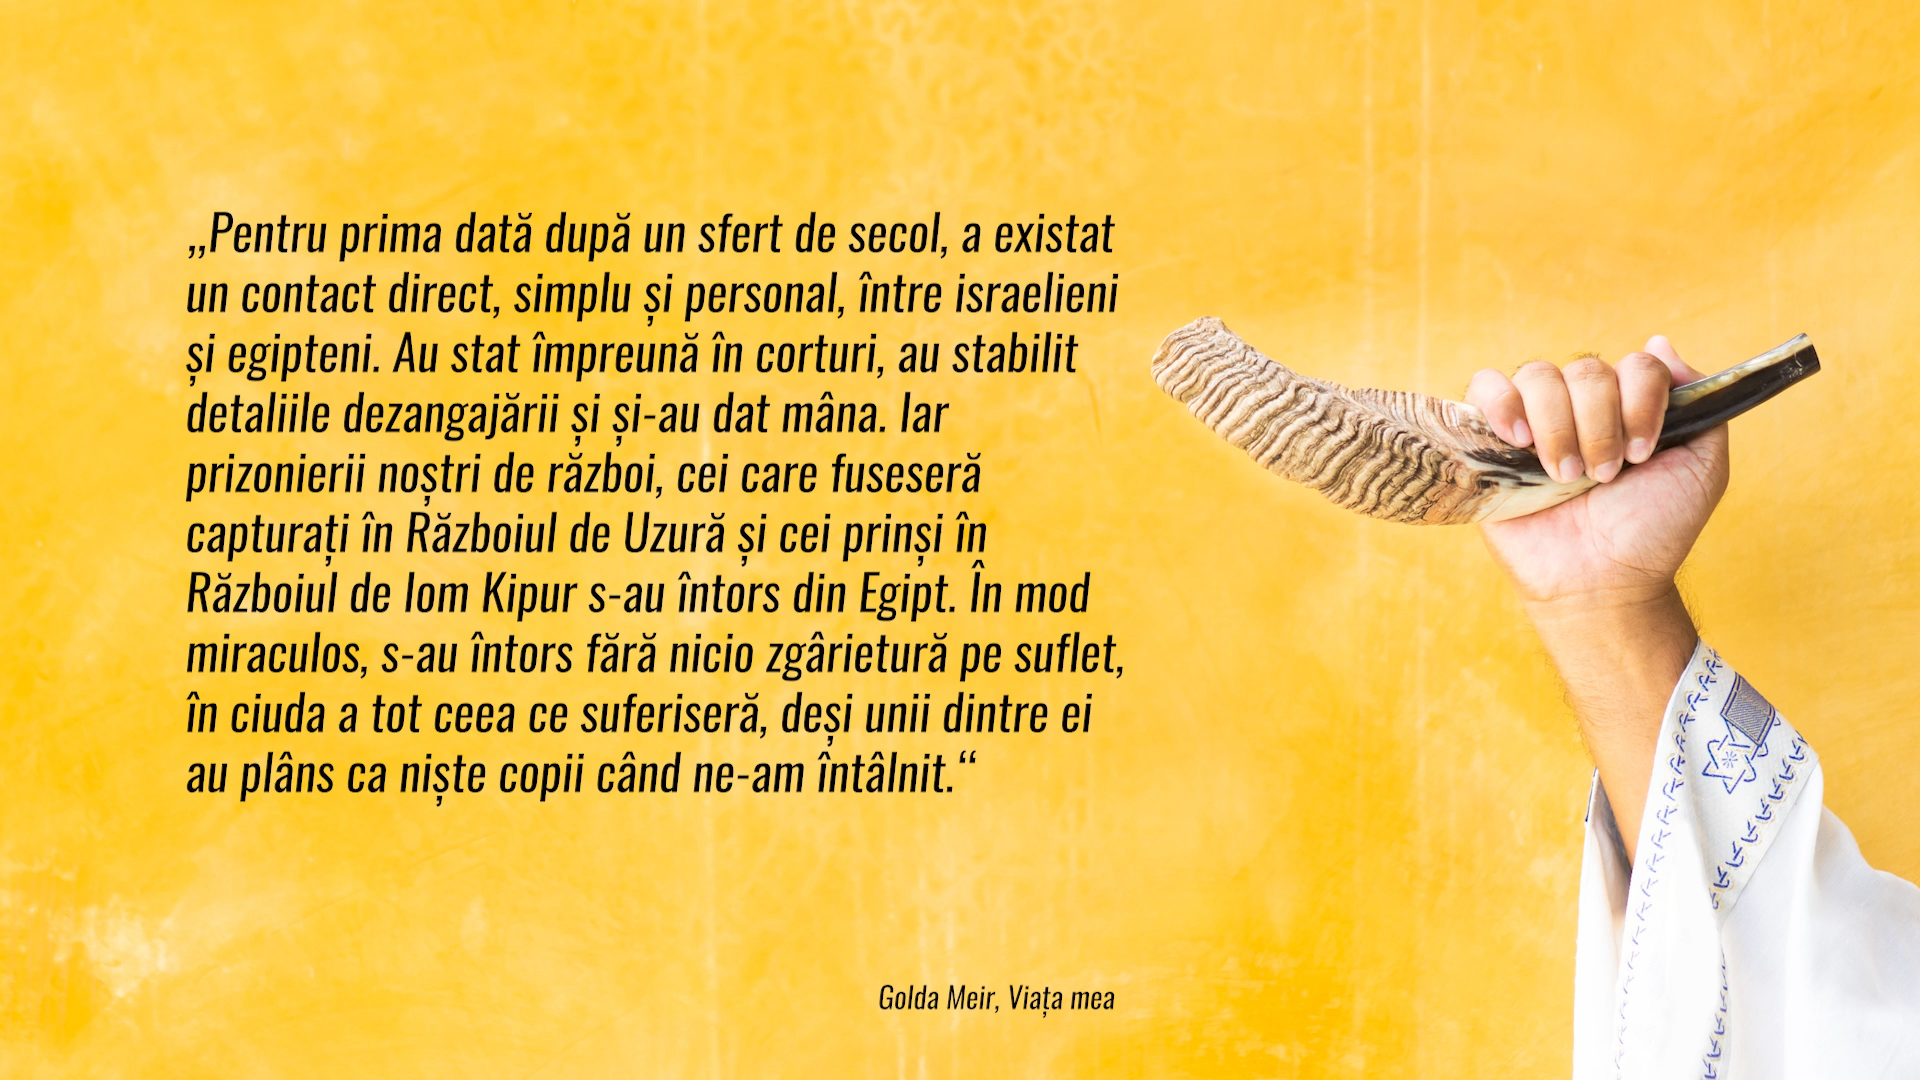 „Pentru prima dată după un sfert de secol, a existat
un contact direct, simplu și personal, între israelieni
și egipteni. Au stat împreună în corturi, au stabilit
detaliile dezangajării și și-au dat mâna. Iar
prizonierii noștri de război, cei care fuseseră
capturați în Războiul de Uzură și cei prinși în
Războiul de Iom Kipur s-au întors din Egipt. În mod
miraculos, s-au întors fără nicio zgârietură pe suflet,
în ciuda a tot ceea ce suferiseră, deși unii dintre ei
au plâns ca niște copii când ne-am întâlnit.“
Golda Meir, Viața mea